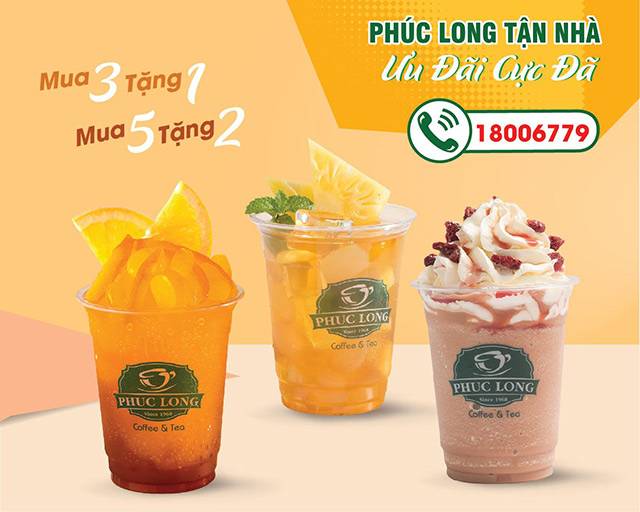 PHÚC LONG TẬN NHÀ
Ưu Đãi Cực Đã
18006779
Mua 3 Tặng 1
Mua 5 Tặng 2
PHUC LONG
Since 1968
Coffee & Tea
PHUC LONG
Since 1968
Coffee & Tea
PHUC LONG
Since 1968
Coffee & Tea